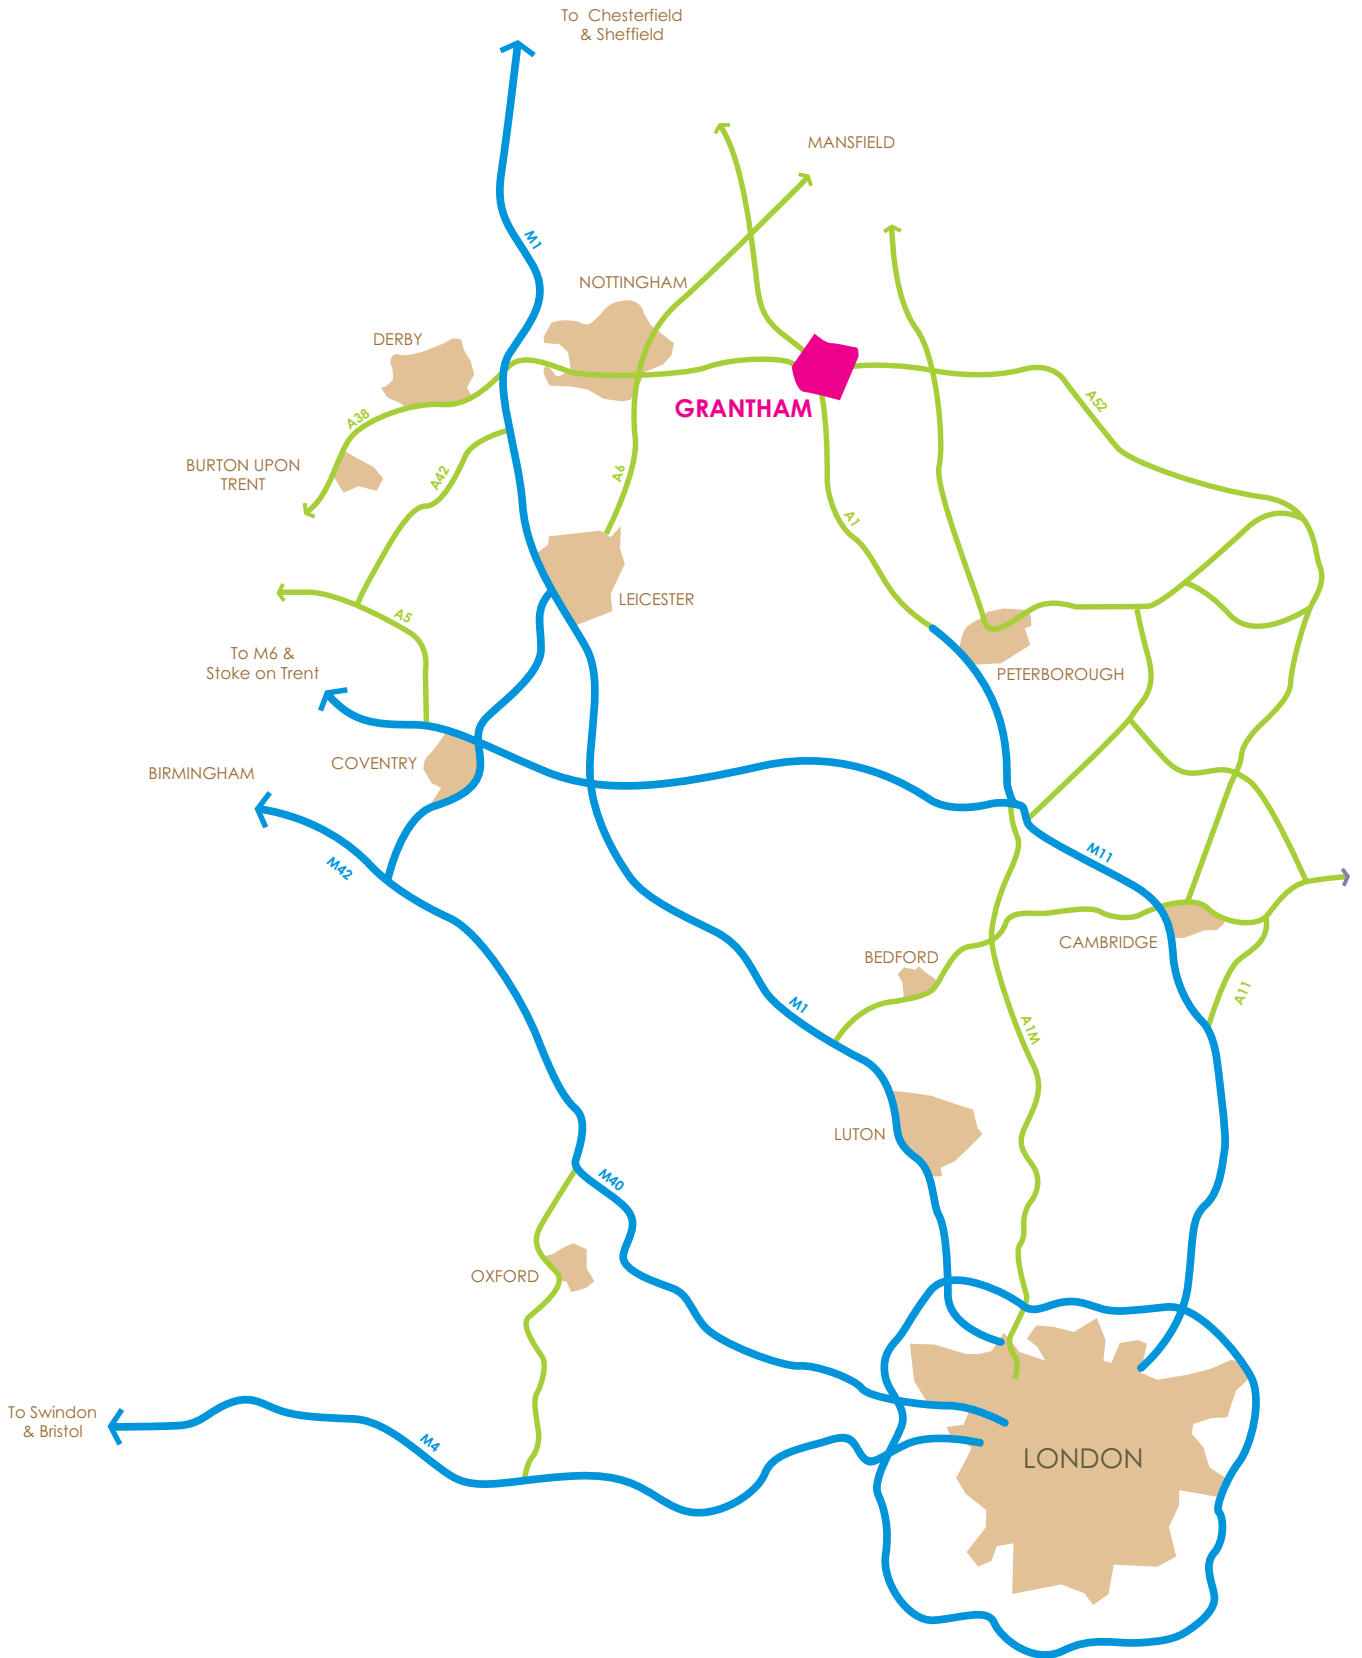 To Chesterfield
& Sheffield
MANSFIELD
M1
NOTTINGHAM
DERBY
GRANTHAM
A52
A38
BURTON UPON
TRENT
A42
A6
A1
LEICESTER
A5
To M6 &
Stoke on Trent
PETERBOROUGH
COVENTRY
BIRMINGHAM
M42
M11
CAMBRIDGE
BEDFORD
A11
M1
A1M
LUTON
M40
OXFORD
To Swindon
& Bristol
M4
LONDON